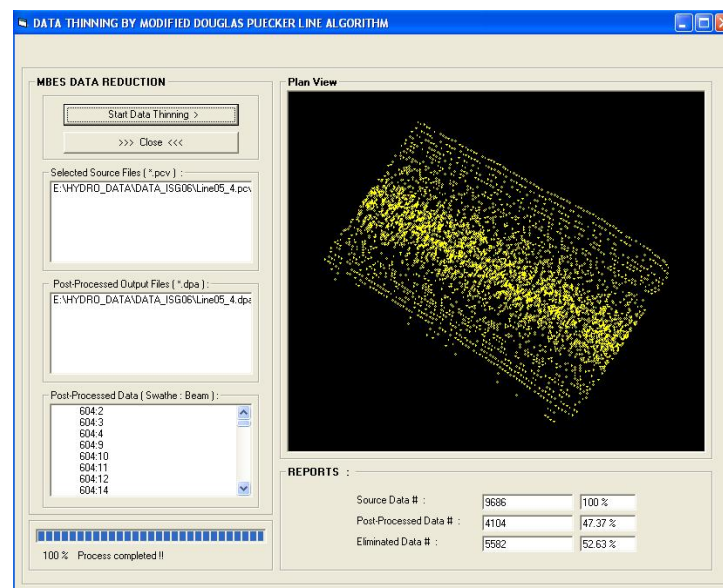 DATA THINNING BY MODIFIED DOUGLAS PUECKER LINE ALGORITHM
MBES DATA REDUCTION
Start Data Thinning >
>>> Close <<<
Selected Source Files ( *.pcv ) :
E:\HYDRO_DATA\DATA_ISG06\Line05_4.pcv
Post-Processed Output Files ( *.dpa ) :
E:\HYDRO_DATA\DATA_ISG06\Line05_4.dpa
Post-Processed Data ( Swathe : Beam ) :
604:2
604:3
604:4
604:9
604:10
604:11
604:12
604:14
100 % Process completed !!
Plan View
REPORTS :
Source Data # : 9686 100 %
Post-Processed Data # : 4104 47.37 %
Eliminated Data # : 5582 52.63 %